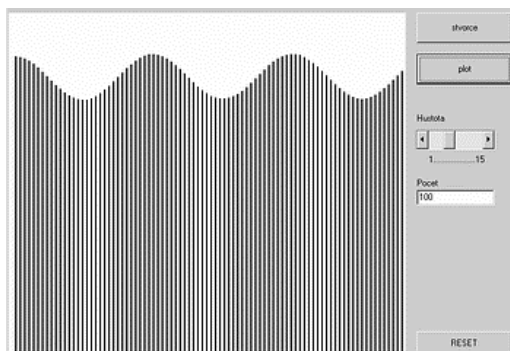 stvorce
plot
Hustota
1...............15
Pocet
100
RESET